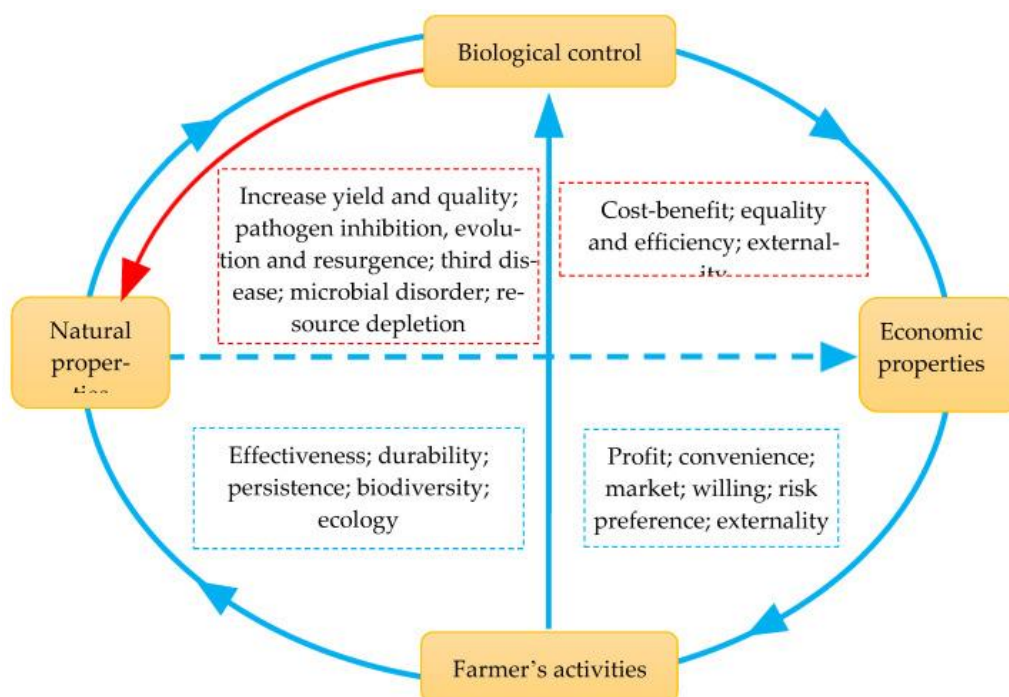 Biological control
Increase yield and quality;
pathogen inhibition, evolu-
tion and resurgence; third dis-
ease; microbial disorder; re-
source depletion
Cost-benefit; equality
and efficiency; external-
ity
Natural
proper-
ties
Economic
properties
Effectiveness; durability;
persistence; biodiversity;
ecology
Profit; convenience;
market; willing; risk
preference; externality
Farmer’s activities